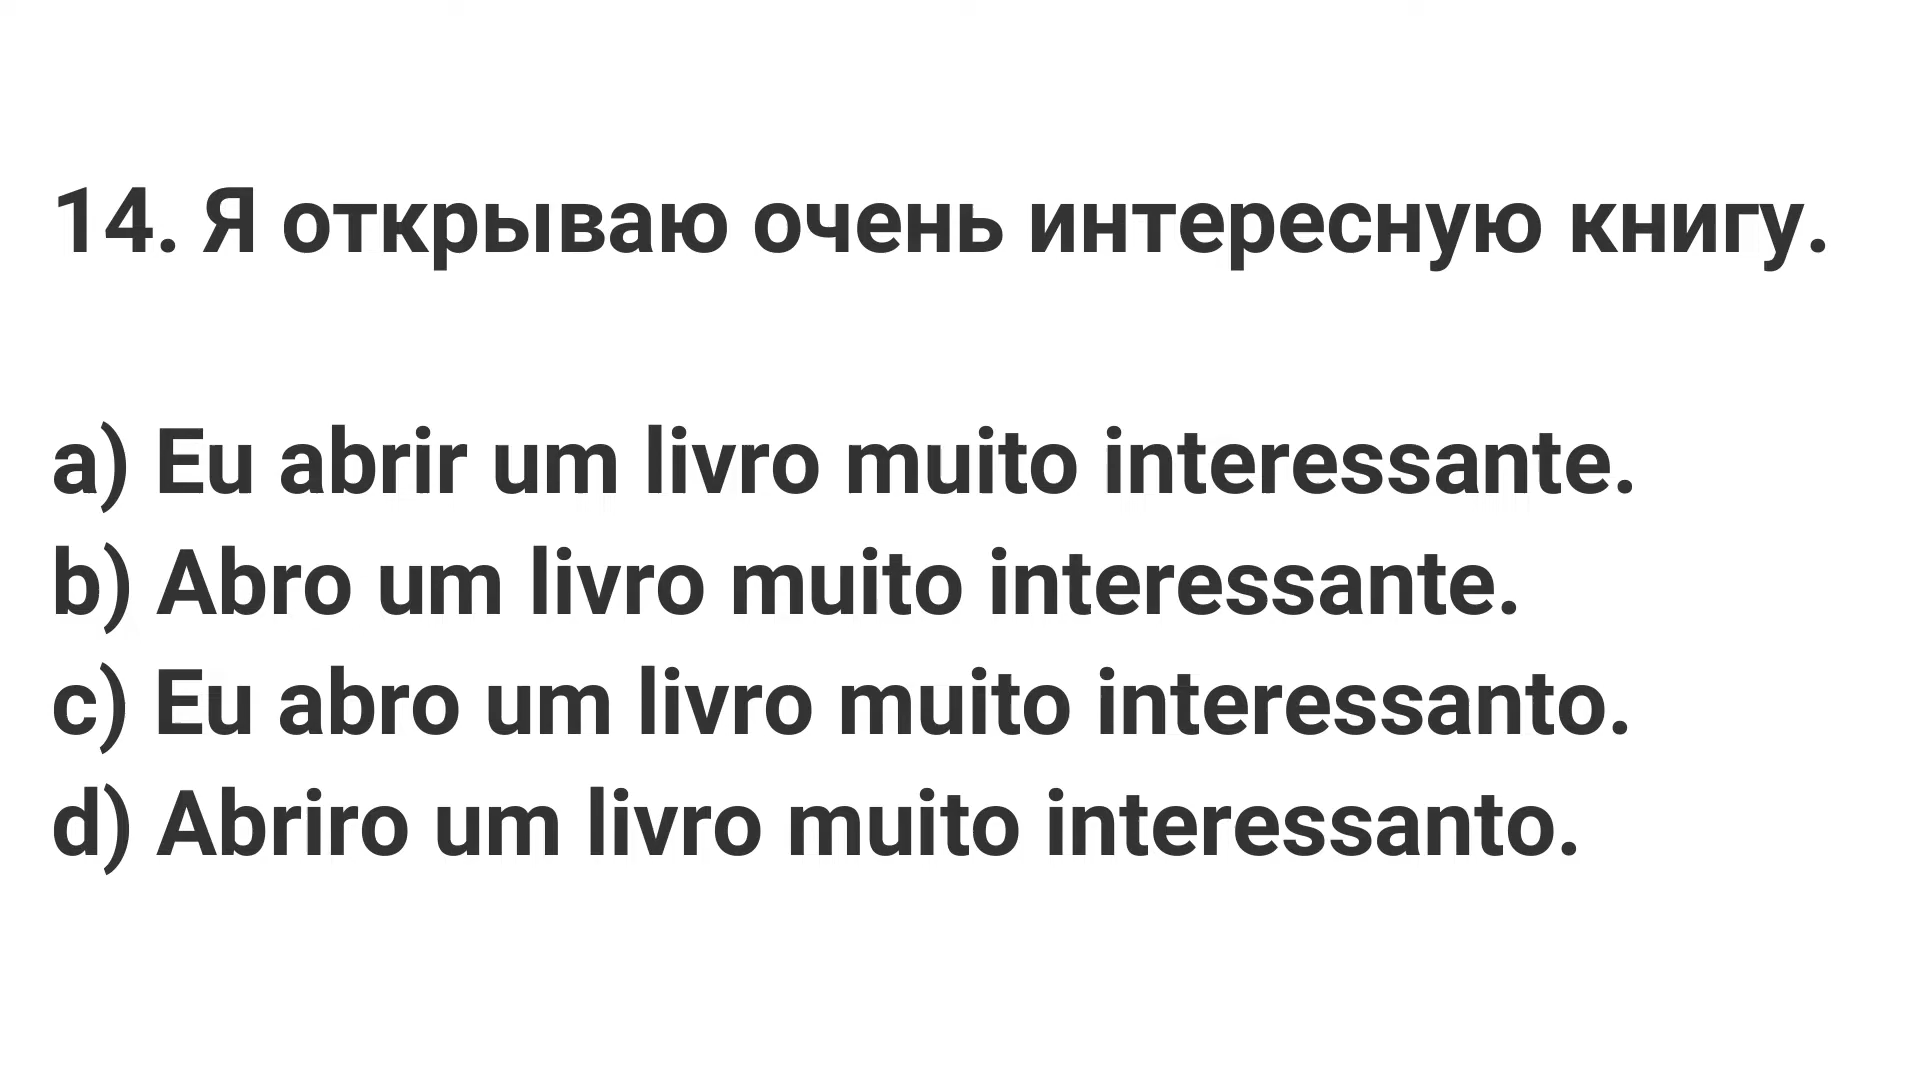 14. Я открываю очень интересную книгу.
a) Eu abrir um livro muito interessante.
b) Abro um livro muito interessante.
c) Eu abro um livro muito interessanto.
d) Abriro um livro muito interessanto.